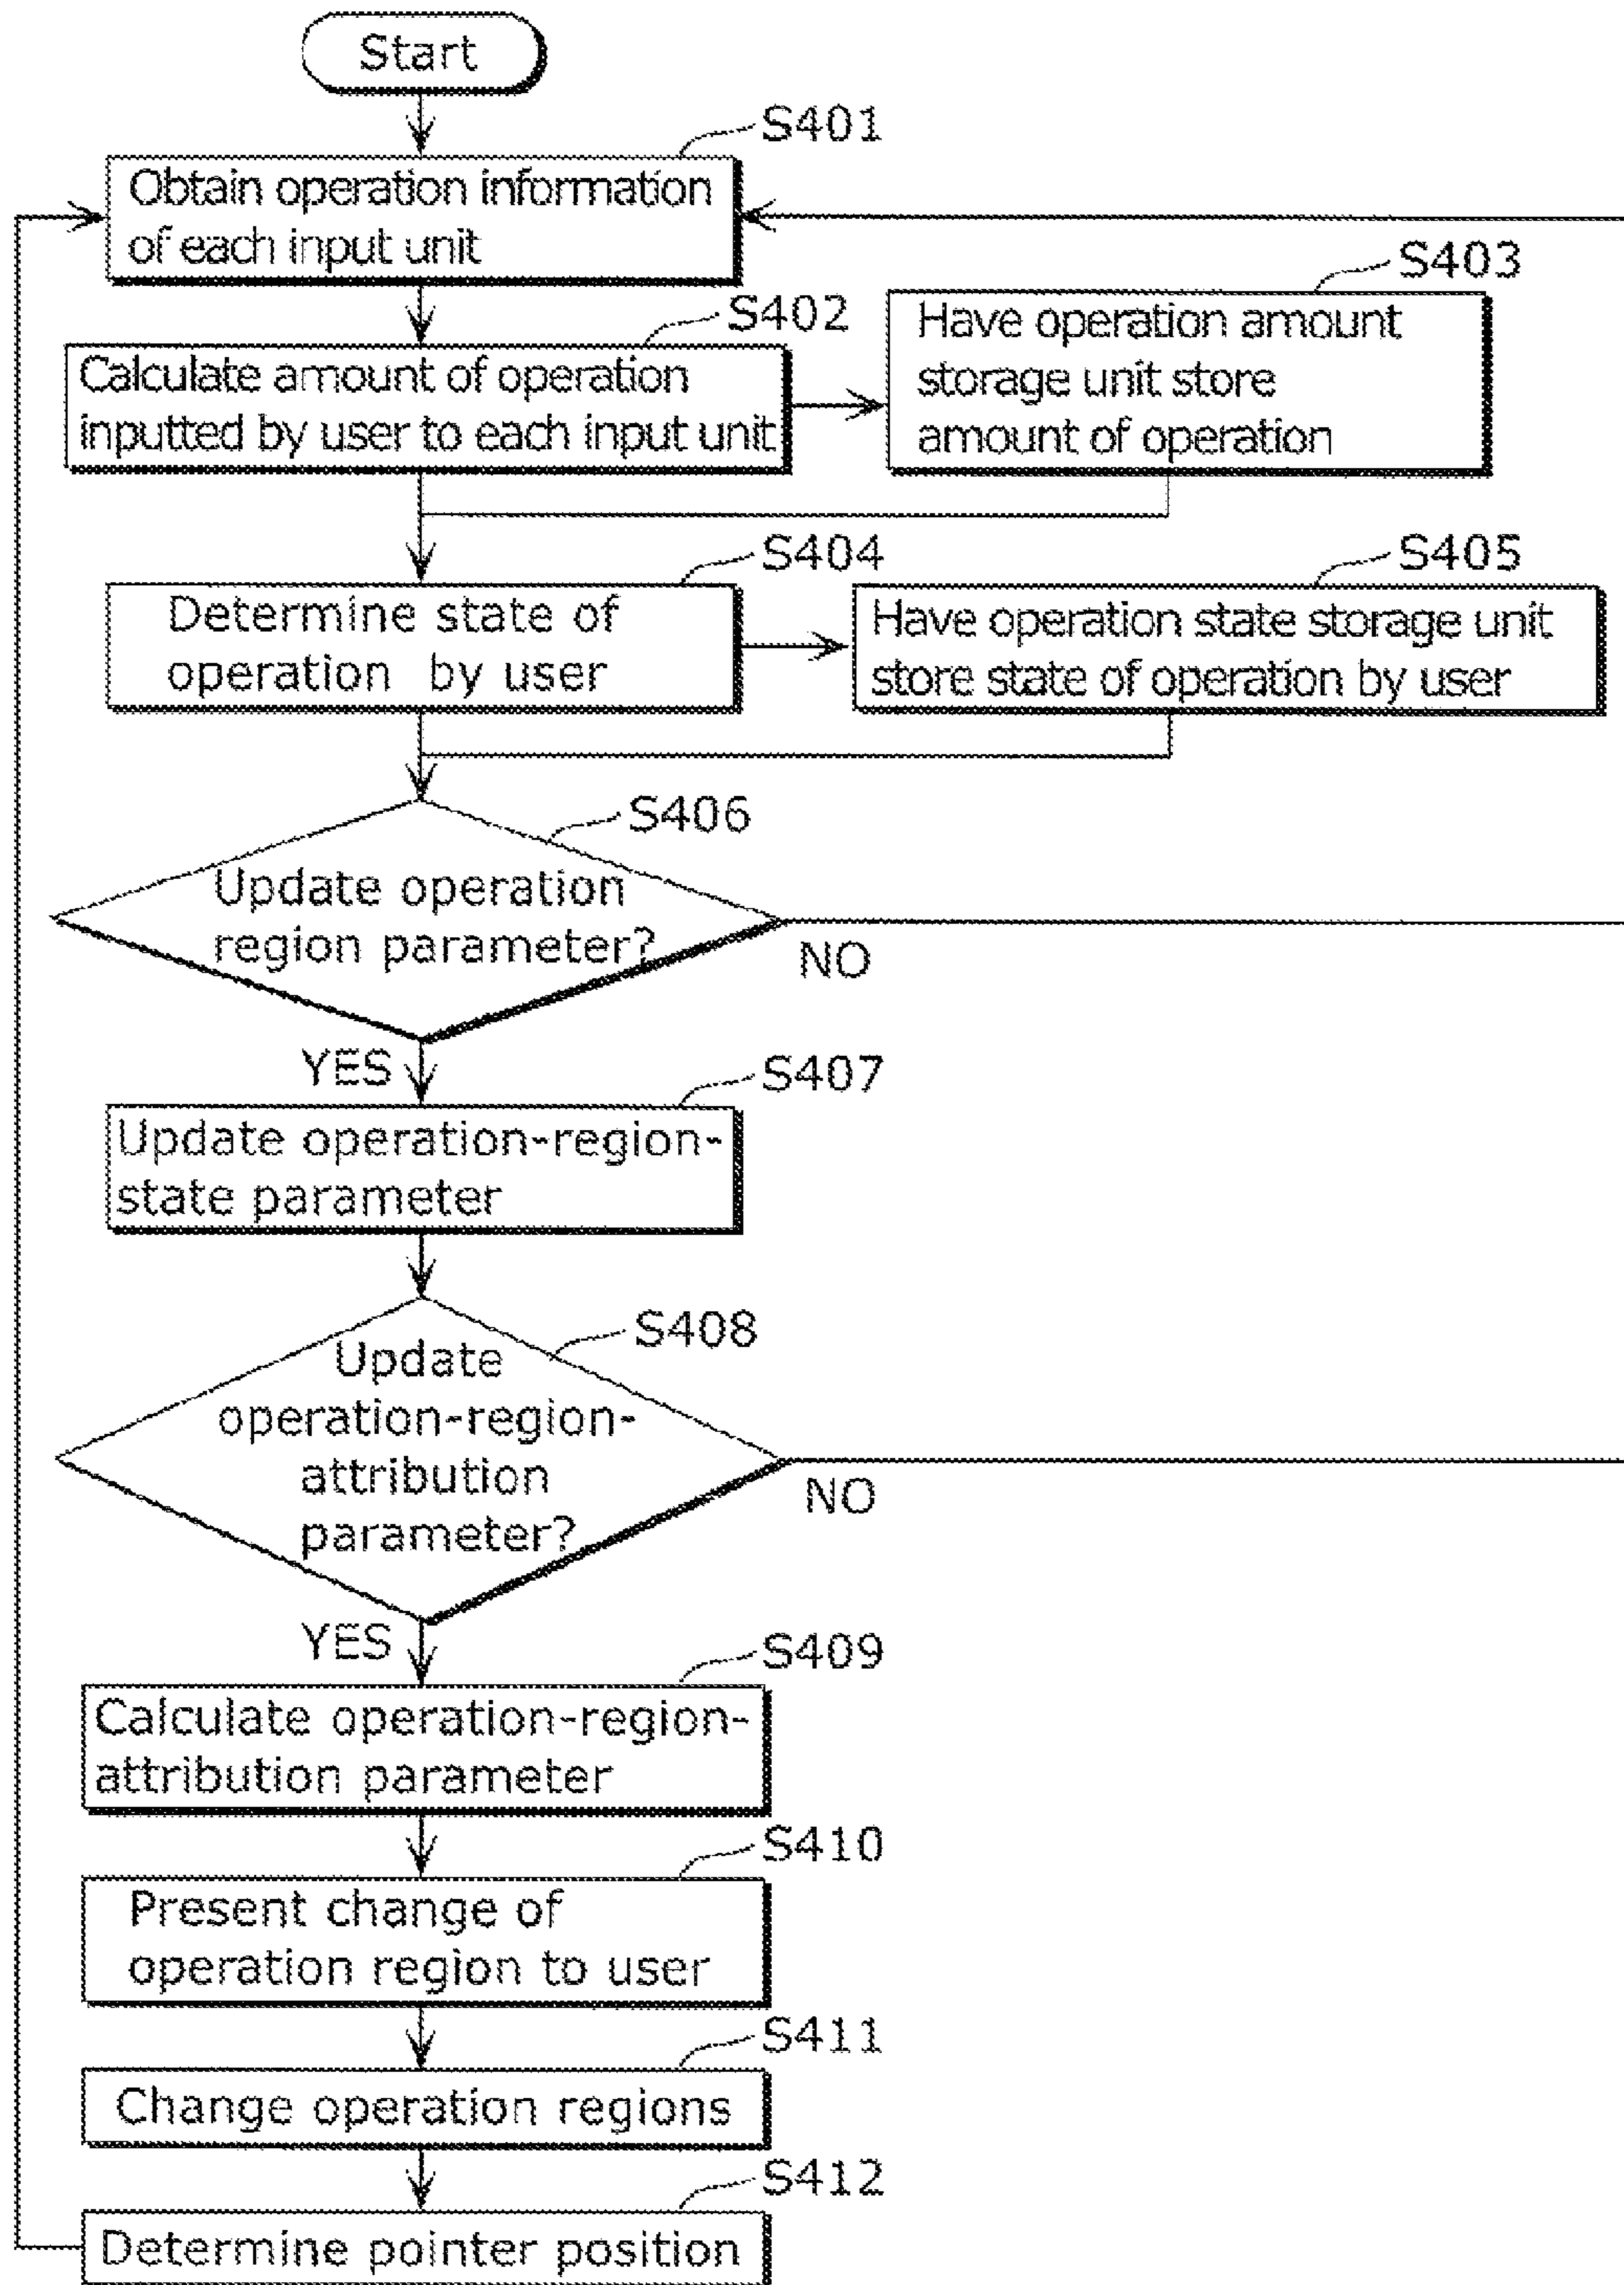 Start
S401
Obtain operation information
of each input unit
S402
Calculate amount of operation
inputted by user to each input unit
S403
Have operation amount
storage unit store
amount of operation
S404
Determine state of
operation by user
S405
Have operation state storage unit
store state of operation by user
S406
Update operation
region parameter?
NO
YES
S407
Update operation-region-
state parameter
S408
Update
operation-region-
attribution
parameter?
NO
YES
S409
Calculate operation-region-
attribution parameter
S410
Present change of
operation region to user
S411
Change operation regions
S412
Determine pointer position